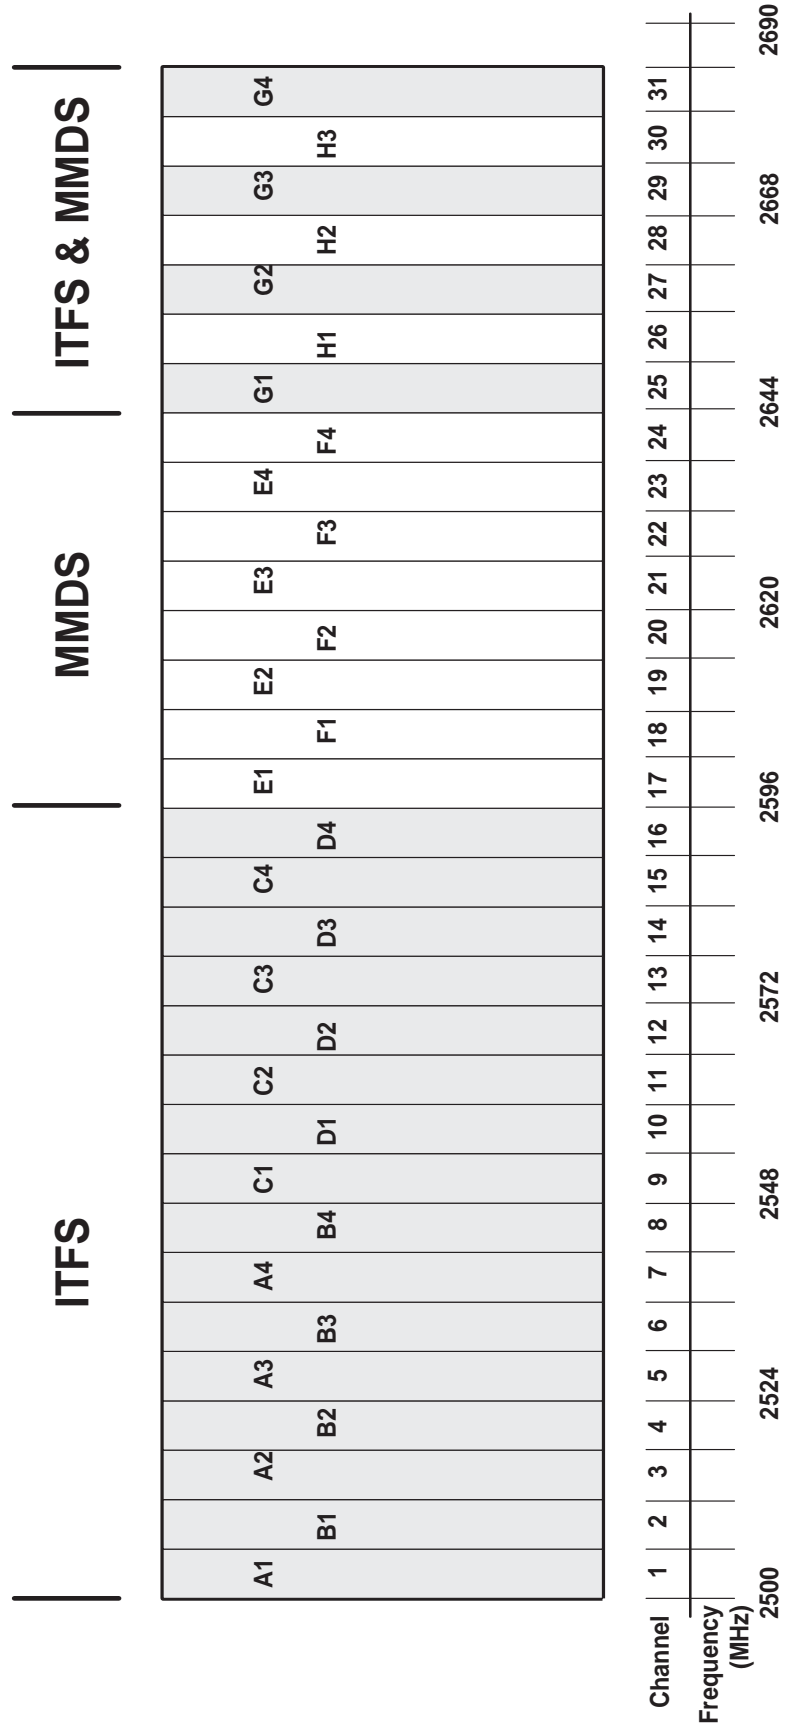 ITFS MMDS ITFS & MMDS
A1 A2 A3 A4 C1 C2 C3 C4 E1 E2 E3 E4 G1 G2 G3 G4
B1 B2 B3 B4 D1 D2 D3 D4 F1 F2 F3 F4 H1 H2 H3
Channel 1 2 3 4 5 6 7 8 9 10 11 12 13 14 15 16 17 18 19 20 21 22 23 24 25 26 27 28 29 30 31
Frequency
(MHz)
2500 2524 2548 2572 2596 2620 2644 2668 2690